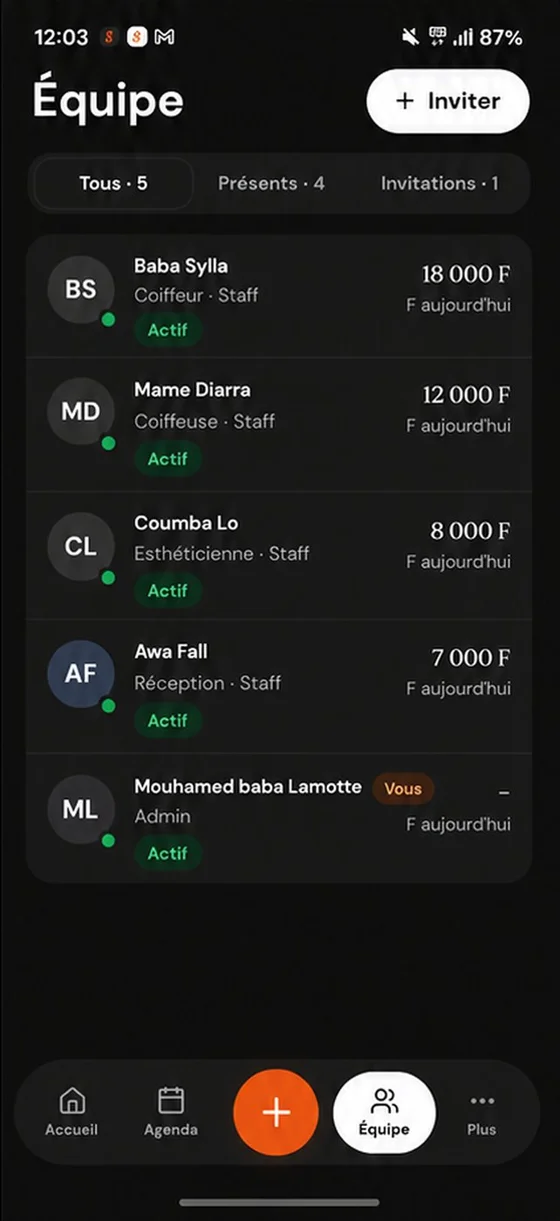 12:03 87%
Équipe
+ Inviter
Tous · 5 Présents · 4 Invitations · 1
BS
Baba Sylla
Coiffeur · Staff
Actif
18 000 F
F aujourd'hui
MD
Mame Diarra
Coiffeuse · Staff
Actif
12 000 F
F aujourd'hui
CL
Coumba Lo
Esthéticienne · Staff
Actif
8 000 F
F aujourd'hui
AF
Awa Fall
Réception · Staff
Actif
7 000 F
F aujourd'hui
ML
Mouhamed baba Lamotte Vous
Admin
Actif
–
F aujourd'hui
Accueil Agenda + Équipe Plus